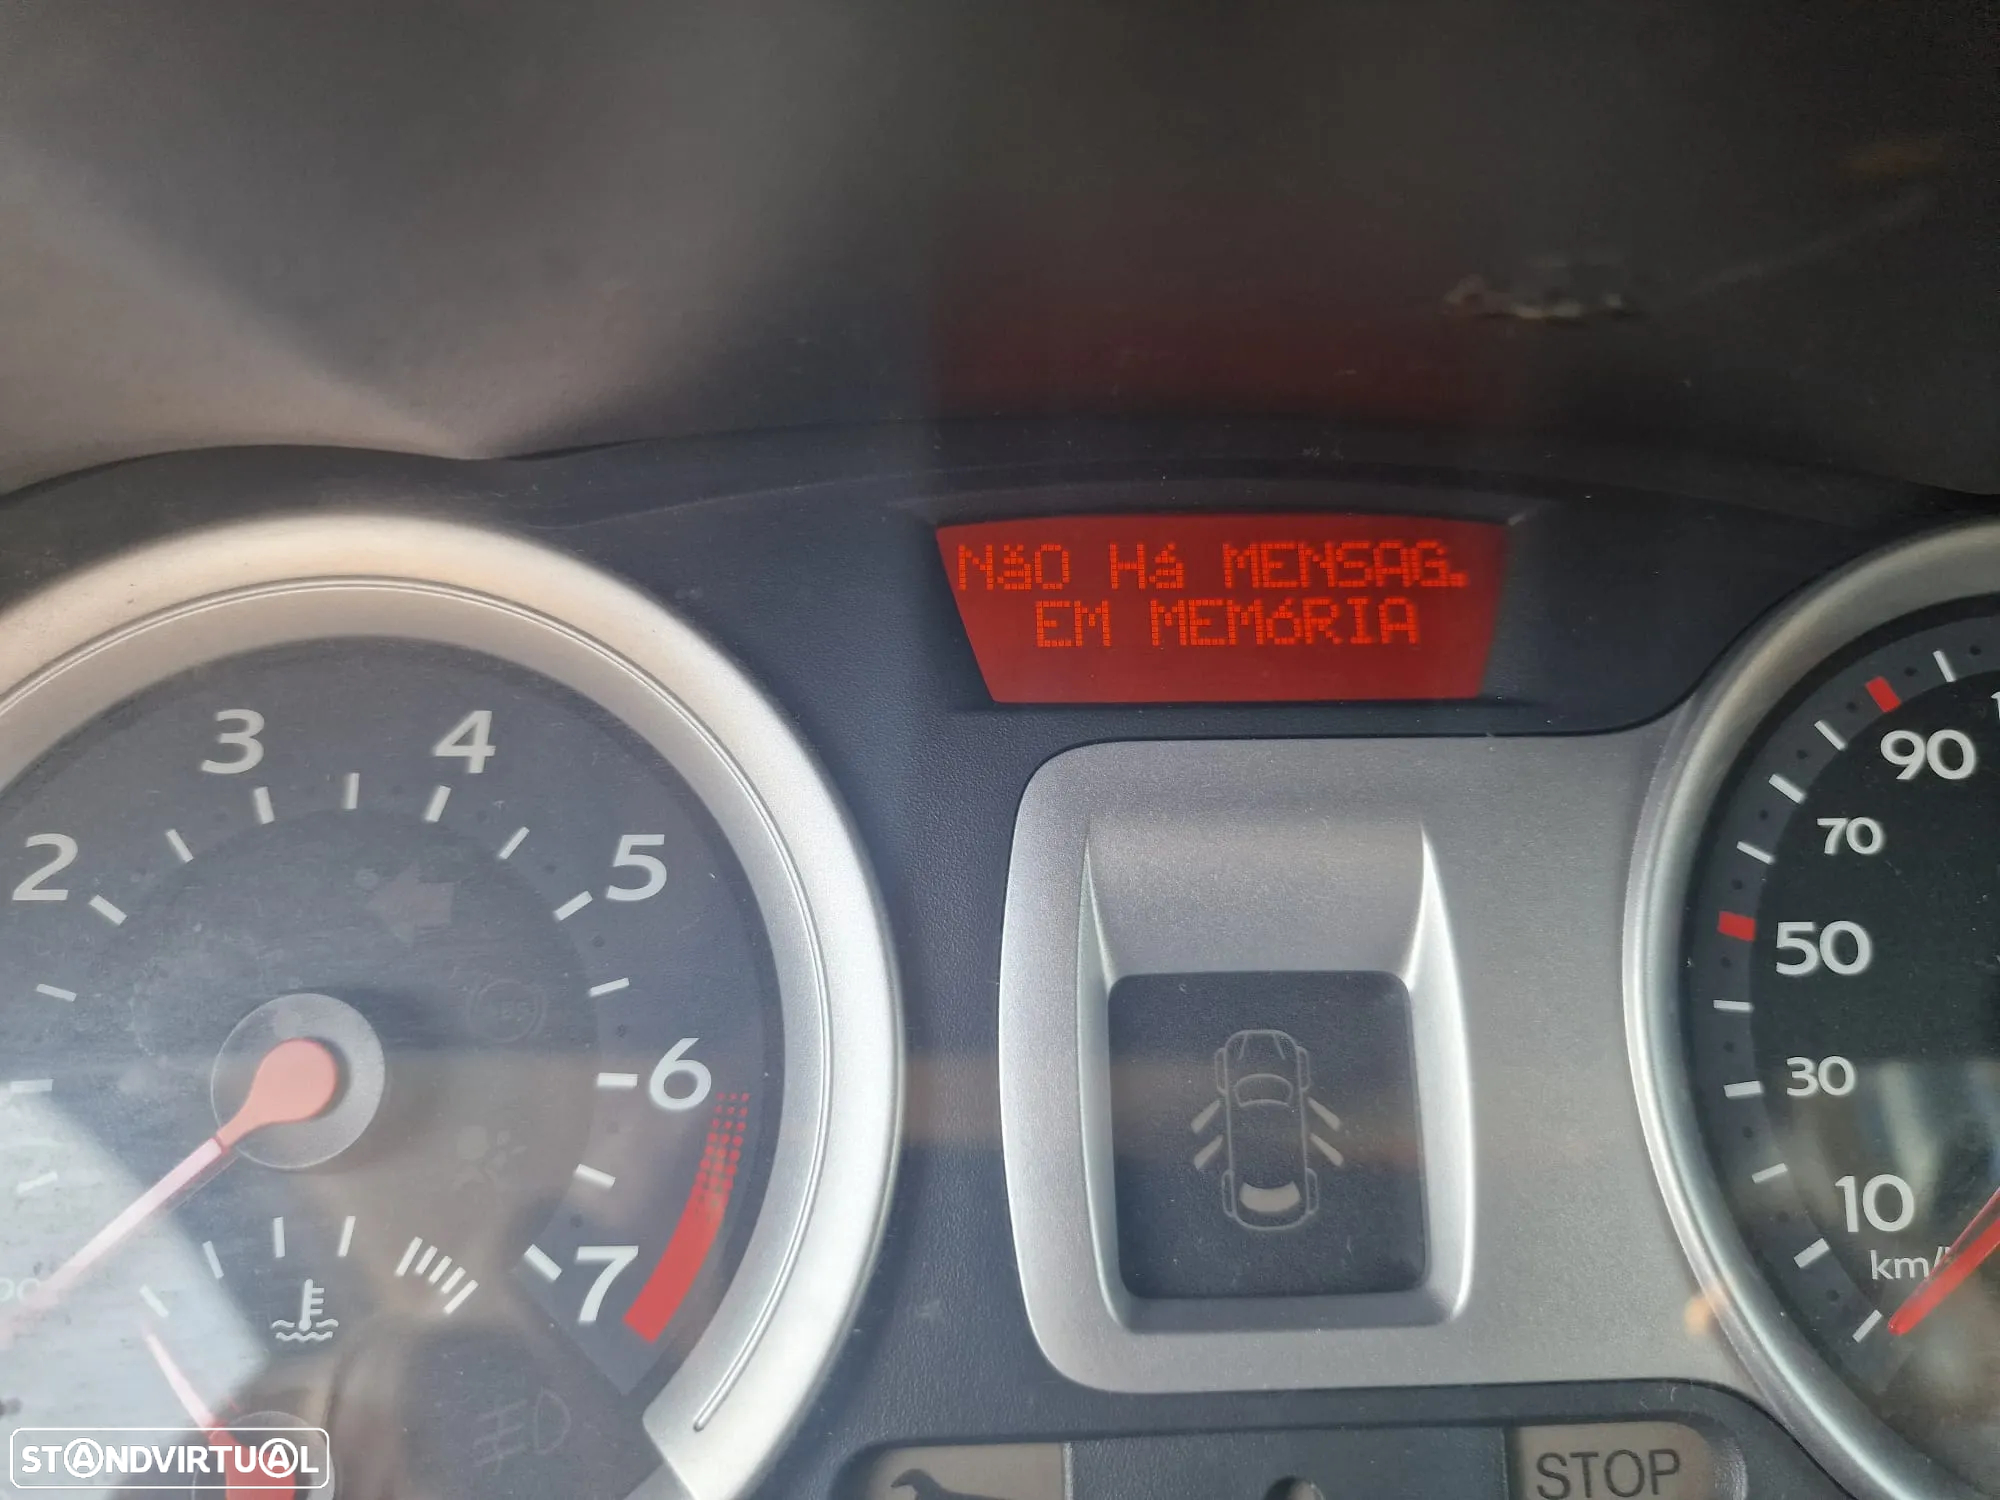 NãO Há MENSAG.
EM MEMóRIA
3
4
2
5
6
7
90
70
50
30
10
km/
STOP
STANDVIRTUAL